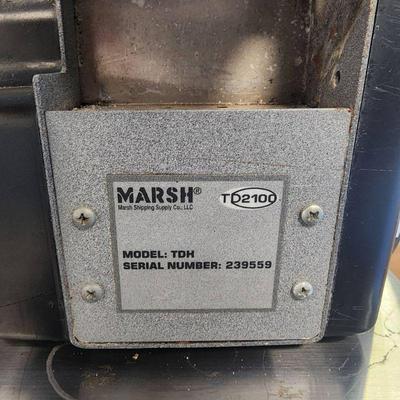 MARSH® TD2100
Marsh Shipping Supply Co., LLC
MODEL: TDH
SERIAL NUMBER: 239559